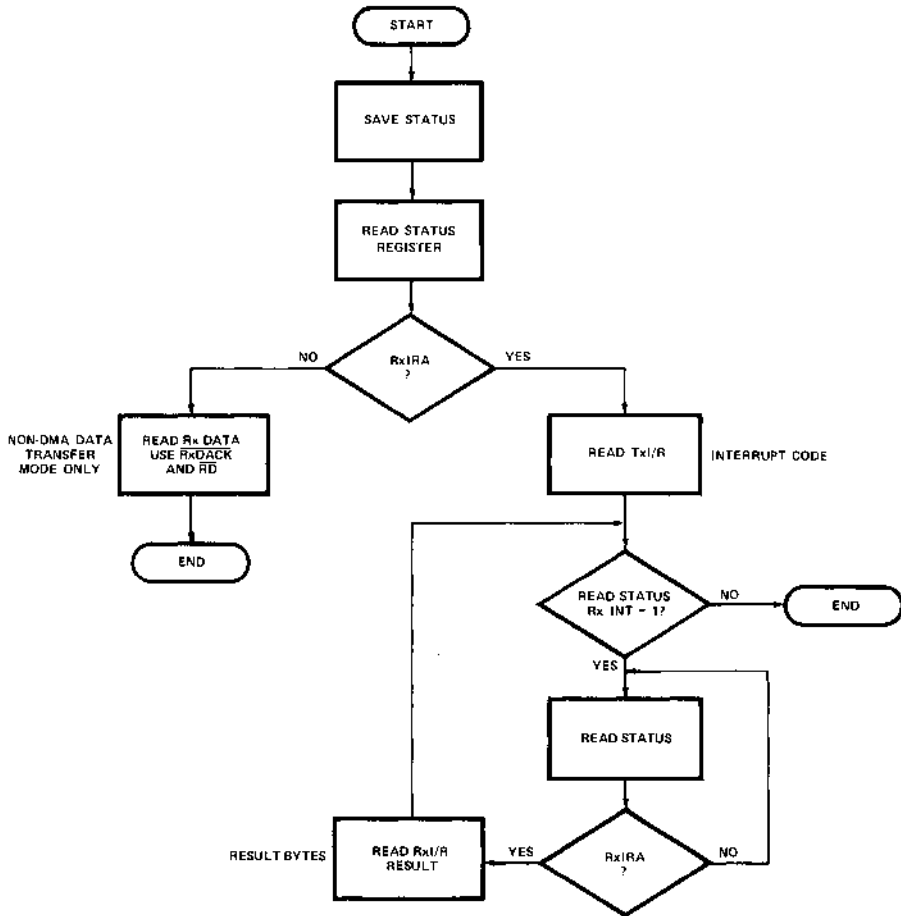 START
SAVE STATUS
READ STATUS
REGISTER
RxIRA
?
NO
YES
NON-DMA DATA
TRANSFER
MODE ONLY
READ Rx DATA
USE RxDACK
AND RD
READ TxI/R
INTERRUPT CODE
END
READ STATUS
Rx INT - 1?
NO
END
YES
READ STATUS
RESULT BYTES
READ RxI/R
RESULT
YES
RxIRA
?
NO